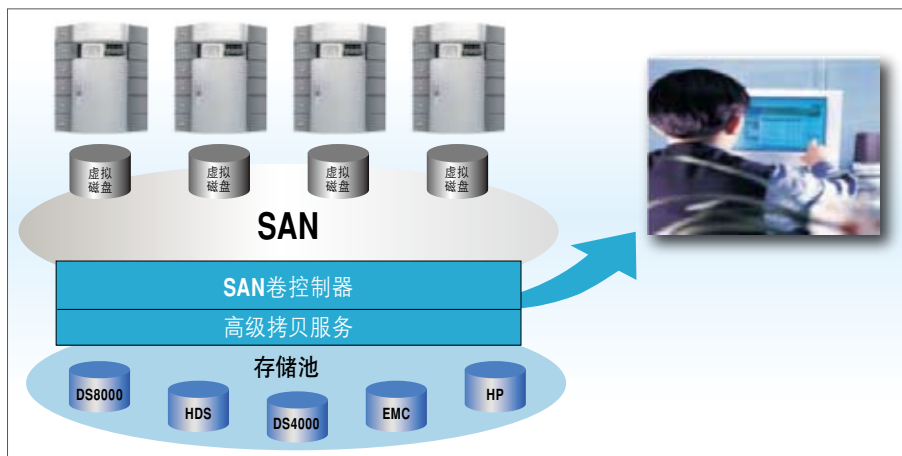 虚拟
磁盘
虚拟
磁盘
虚拟
磁盘
虚拟
磁盘
SAN
SAN卷控制器
高级拷贝服务
存储池
DS8000
HDS
DS4000
EMC
HP